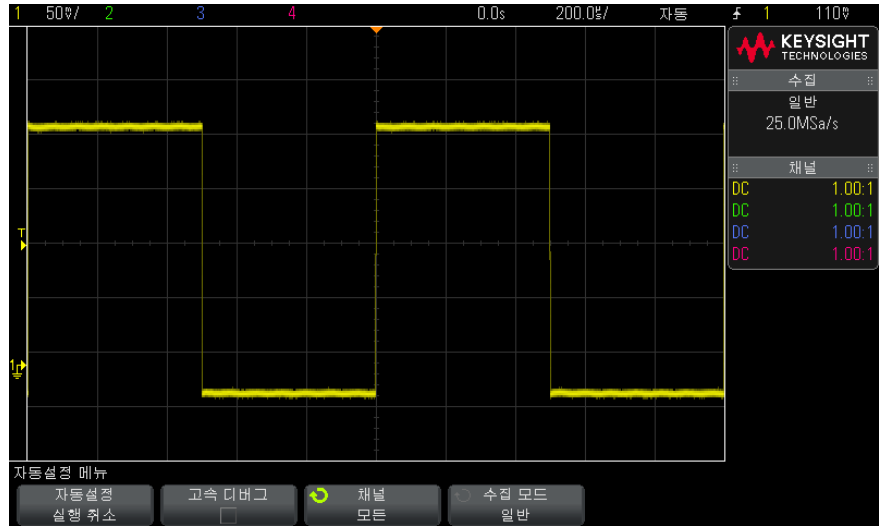 1 50㎷/ 2 3 4 0.0s 200.0㎲/ 자동 1 110㎷
KEYSIGHT
TECHNOLOGIES
수집
일반
25.0MSa/s
채널
DC 1.00:1
DC 1.00:1
DC 1.00:1
DC 1.00:1
T
1
자동설정 메뉴
자동설정
실행 취소
고속 디버그
채널
모든
수집 모드
일반